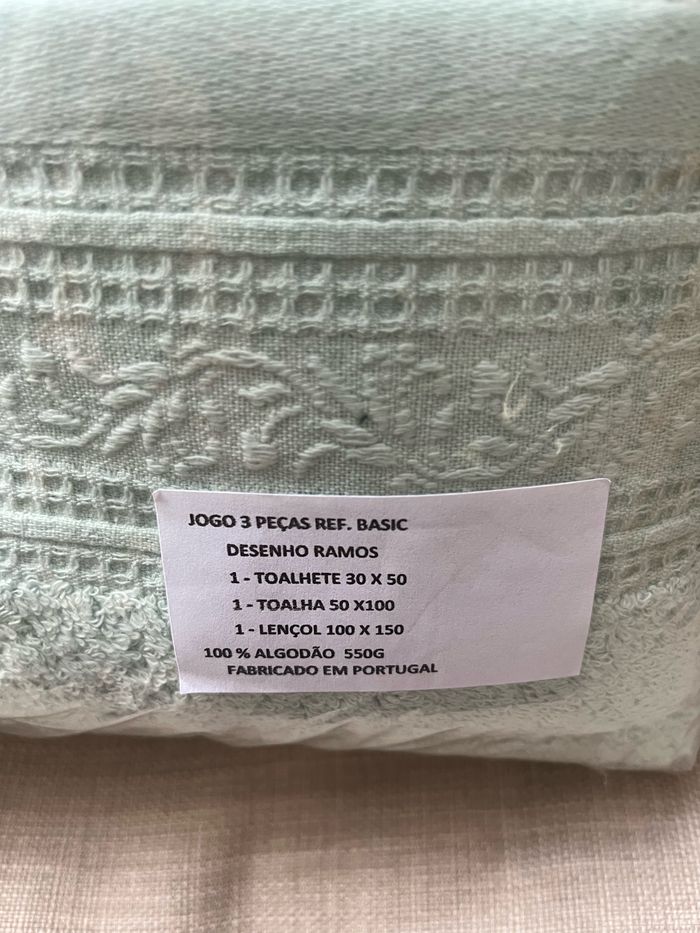 JOGO 3 PEÇAS REF. BASIC
DESENHO RAMOS
1 - TOALHETE 30 X 50
1 - TOALHA 50 X100
1 - LENÇOL 100 X 150
100 % ALGODÃO 550G
FABRICADO EM PORTUGAL